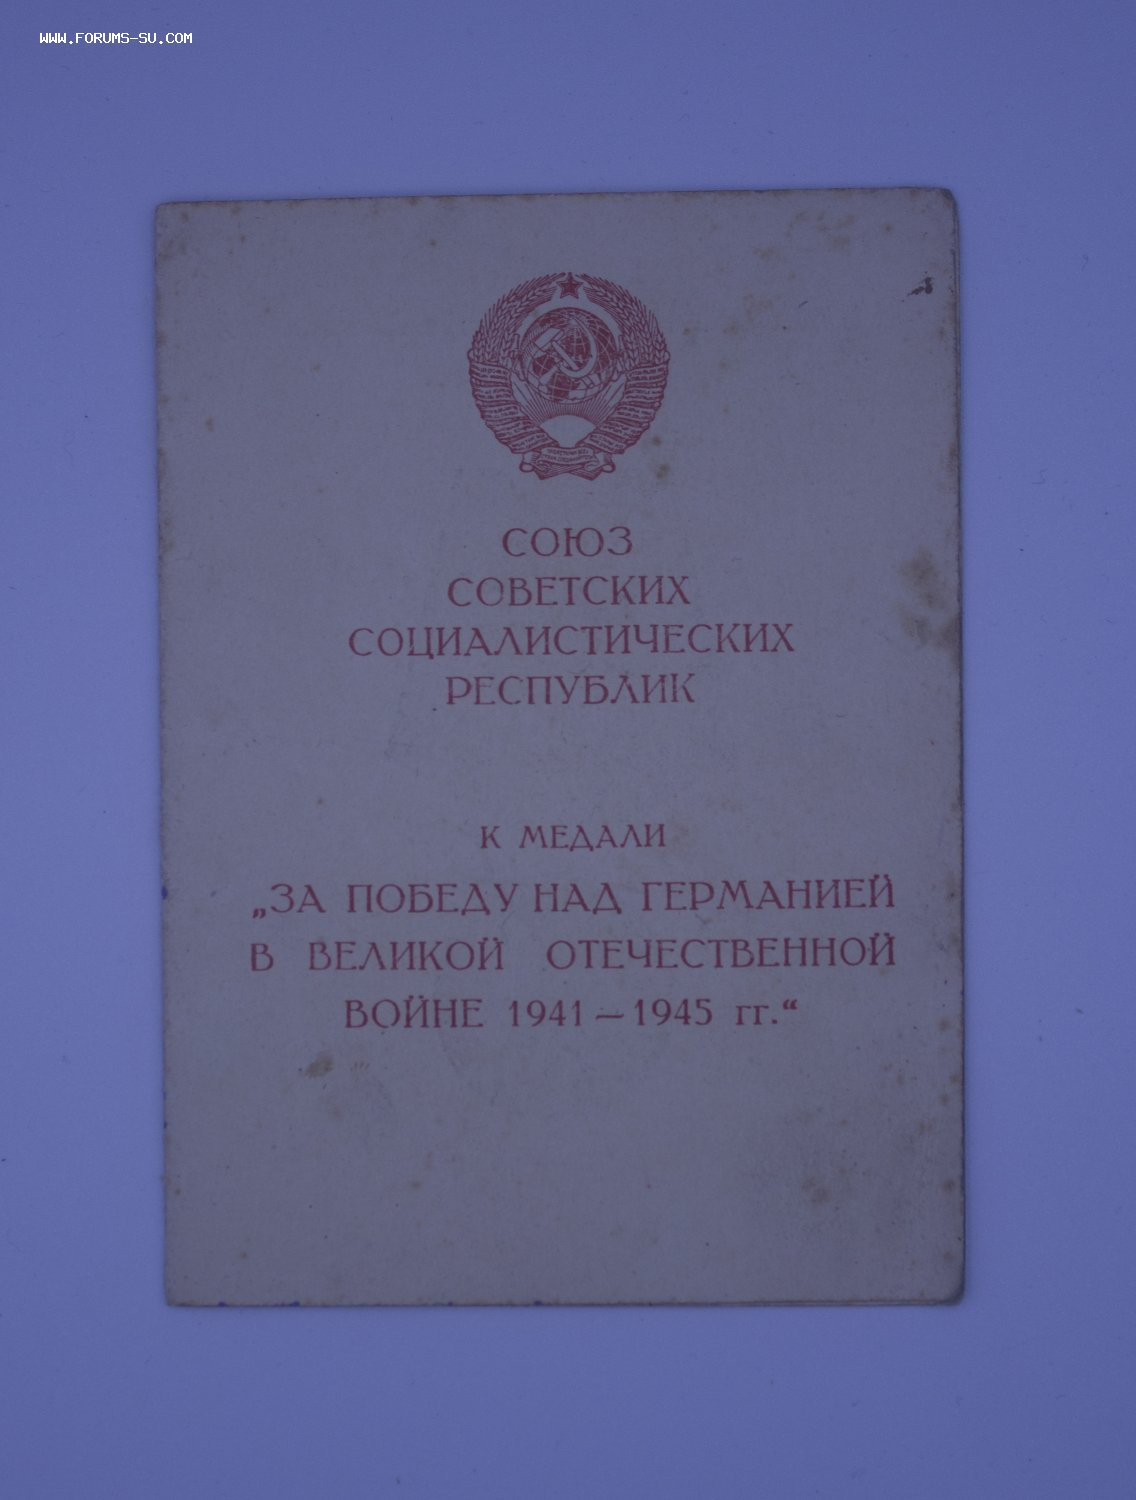 WWW.FORUMS-SU.COM
СОЮЗ
СОВЕТСКИХ
СОЦИАЛИСТИЧЕСКИХ
РЕСПУБЛИК
К МЕДАЛИ
„ЗА ПОБЕДУ НАД ГЕРМАНИЕЙ
В ВЕЛИКОЙ ОТЕЧЕСТВЕННОЙ
ВОЙНЕ 1941 — 1945 гг.“